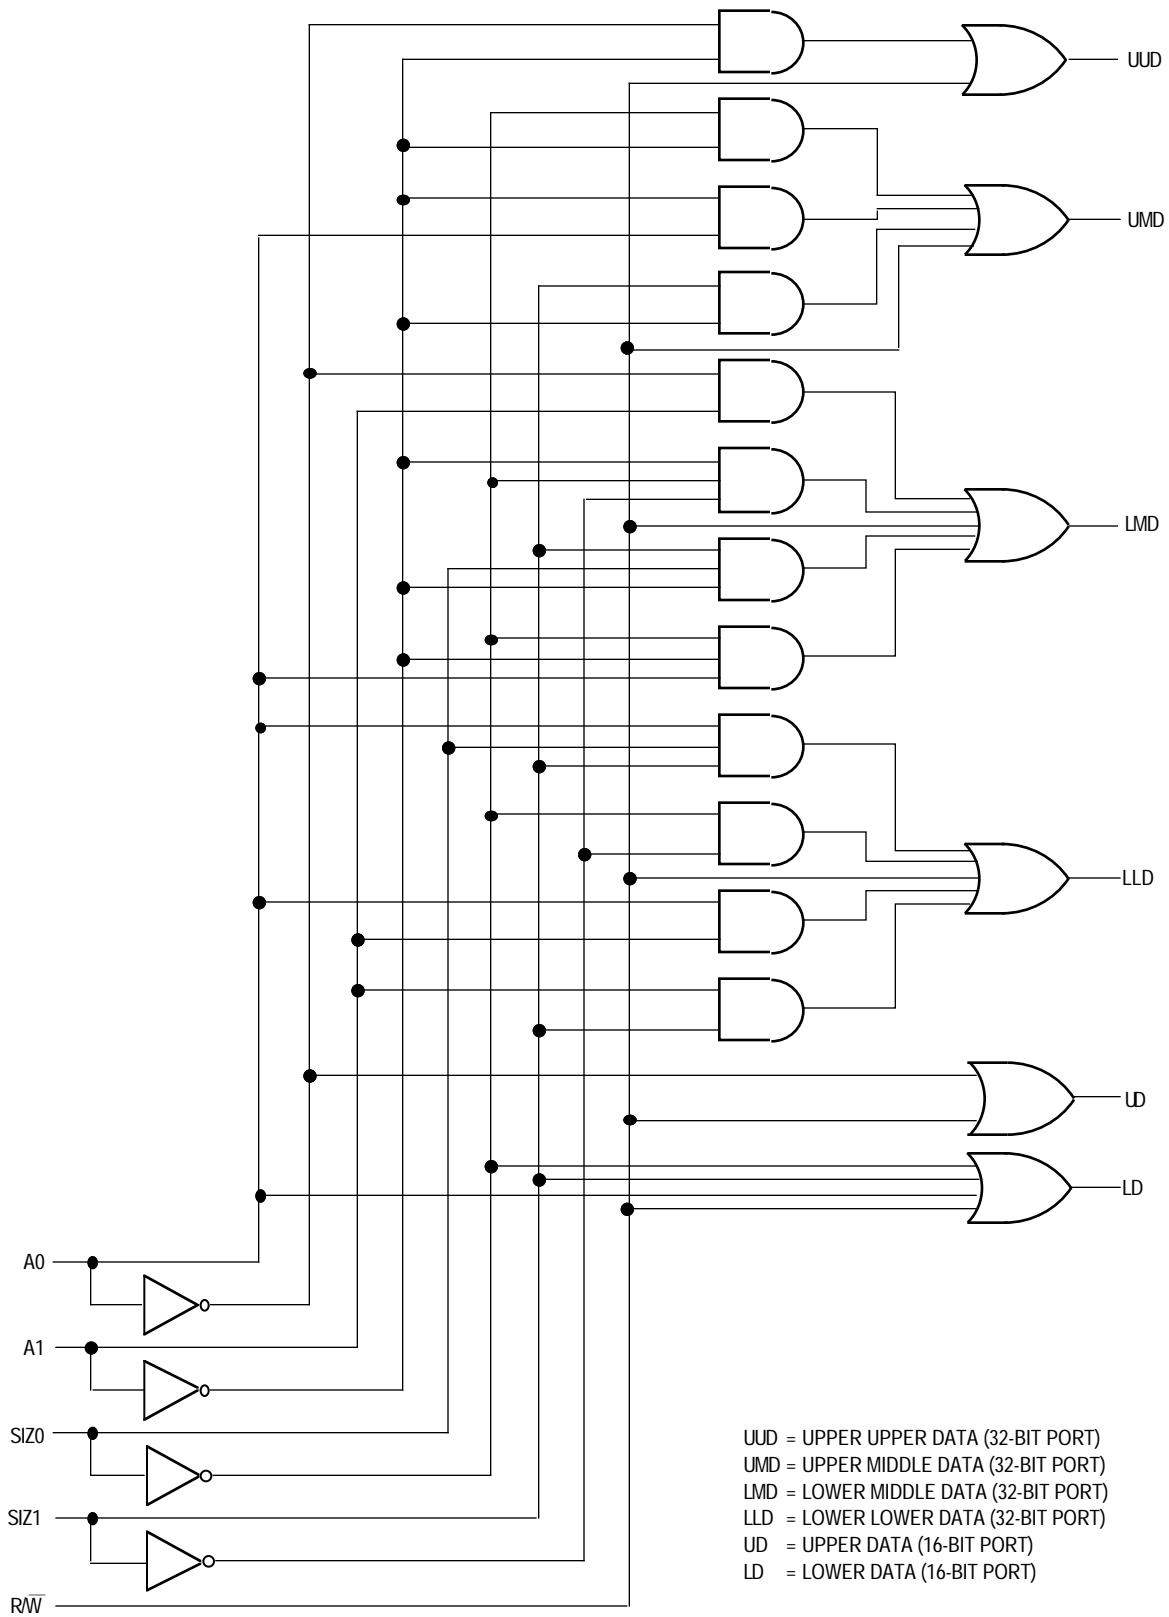 UUD
UMD
LMD
LLD
UD
LD
A0
A1
SIZ0
SIZ1
R/W̅
UUD = UPPER UPPER DATA (32-BIT PORT)
UMD = UPPER MIDDLE DATA (32-BIT PORT)
LMD = LOWER MIDDLE DATA (32-BIT PORT)
LLD = LOWER LOWER DATA (32-BIT PORT)
UD = UPPER DATA (16-BIT PORT)
LD = LOWER DATA (16-BIT PORT)